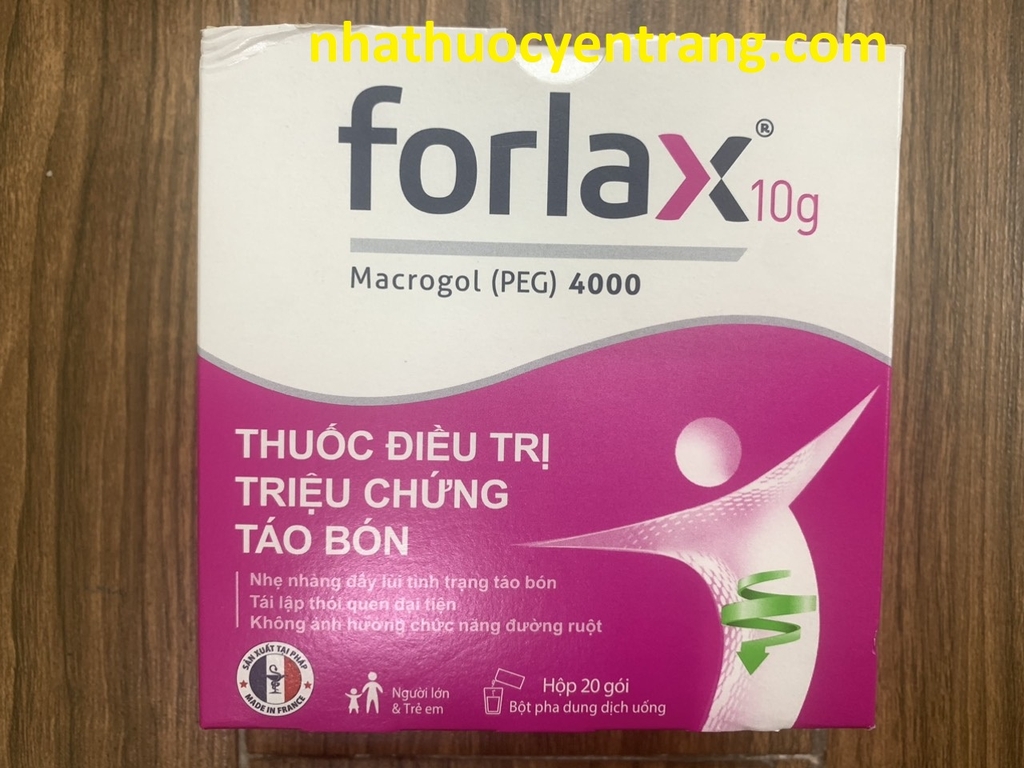 nhathuocyentrang.com
forlax® 10g
Macrogol (PEG) 4000
THUỐC ĐIỀU TRỊ
TRIỆU CHỨNG
TÁO BÓN
Nhẹ nhàng đẩy lùi tình trạng táo bón
Tái lập thói quen đại tiện
Không ảnh hưởng chức năng đường ruột
SẢN XUẤT TẠI PHÁP
MADE IN FRANCE
Người lớn
& Trẻ em
Hộp 20 gói
Bột pha dung dịch uống